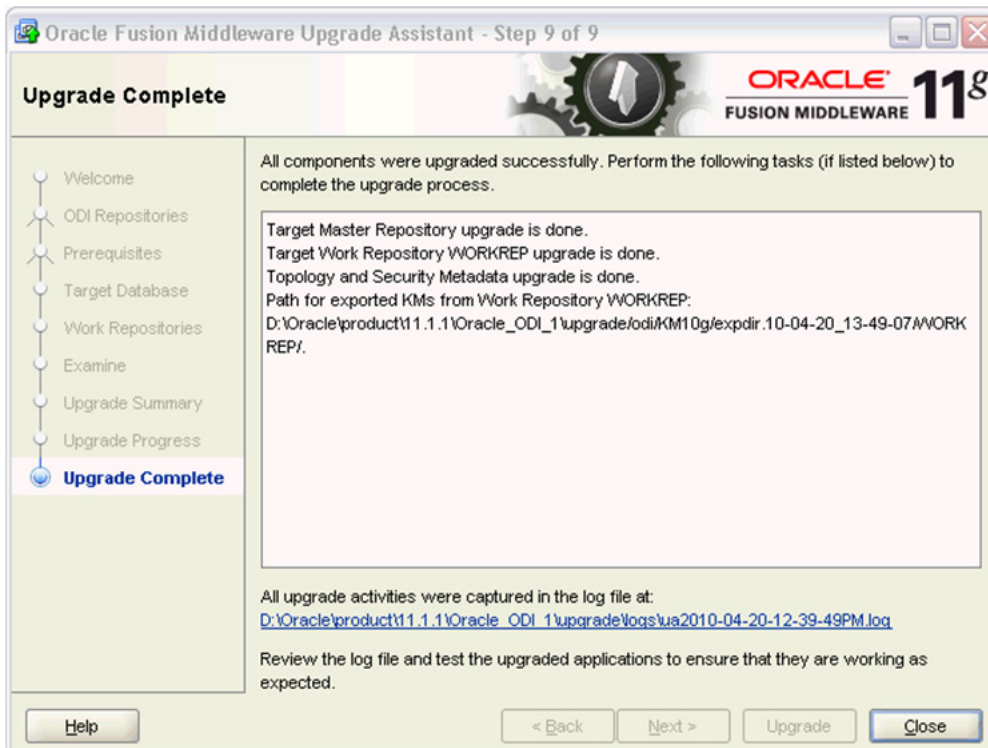 Oracle Fusion Middleware Upgrade Assistant - Step 9 of 9
Upgrade Complete
ORACLE
FUSION MIDDLEWARE
11g
Welcome
ODI Repositories
Prerequisites
Target Database
Work Repositories
Examine
Upgrade Summary
Upgrade Progress
Upgrade Complete
All components were upgraded successfully. Perform the following tasks (if listed below) to
complete the upgrade process.
Target Master Repository upgrade is done.
Target Work Repository WORKREP upgrade is done.
Topology and Security Metadata upgrade is done.
Path for exported KMs from Work Repository WORKREP:
D:\Oracle\product\11.1.1\Oracle_ODI_1\upgrade/odi/KM10g/expdir.10-04-20_13-49-07/WORK
REP/.
All upgrade activities were captured in the log file at:
D:\Oracle\product\11.1.1\Oracle_ODI_1\upgrade\logs\ua2010-04-20-12-39-49PM.log
Review the log file and test the upgraded applications to ensure that they are working as
expected.
Help
< Back
Next >
Upgrade
Close